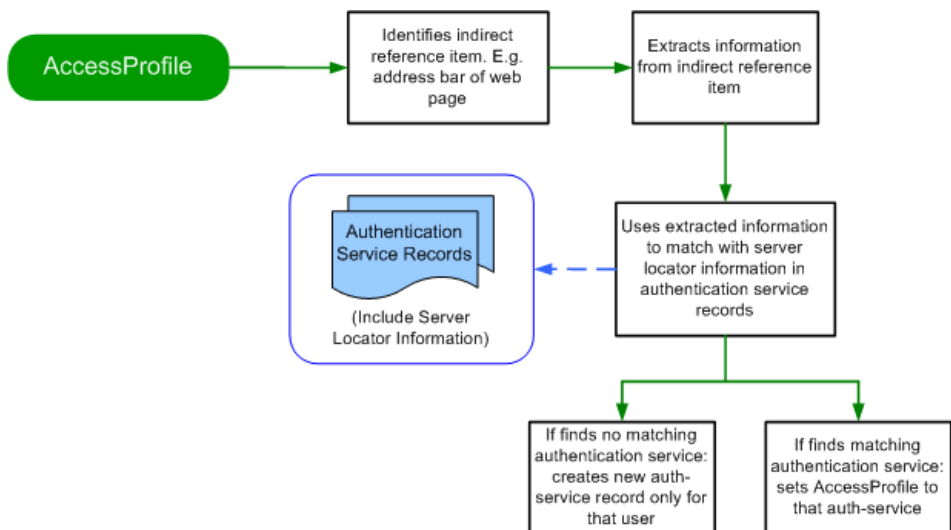 AccessProfile
Identifies indirect
reference item. E.g.
address bar of web
page
Extracts information
from indirect reference
item
Authentication
Service Records
(Include Server
Locator Information)
Uses extracted information
to match with server
locator information in
authentication service
records
If finds no matching
authentication service:
creates new auth-
service record only for
that user
If finds matching
authentication service:
sets AccessProfile to
that auth-service